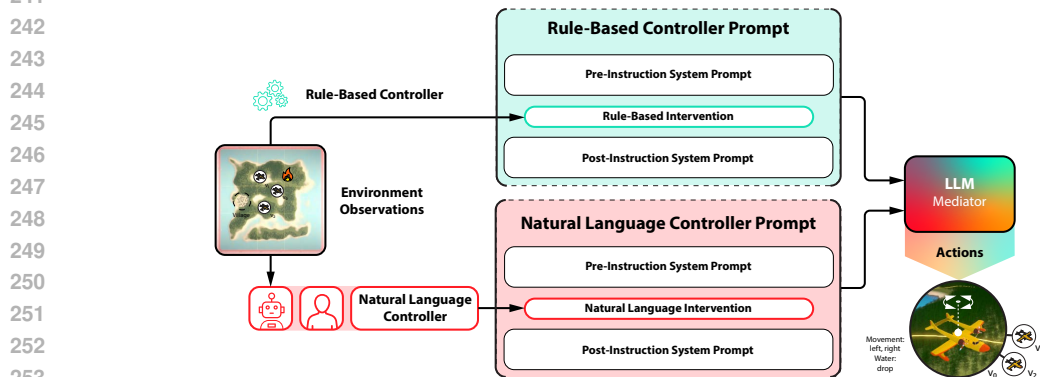 242
243
244
245
246
247
248
249
250
251
252
Rule-Based Controller Prompt
Pre-Instruction System Prompt
Rule-Based Controller
Rule-Based Intervention
Post-Instruction System Prompt
Environment
Observations
Village
LLM
Mediator
Natural Language Controller Prompt
Pre-Instruction System Prompt
Actions
Natural Language
Controller
Natural Language Intervention
Post-Instruction System Prompt
Movement:
left, right
Water:
drop
V₀
V₂